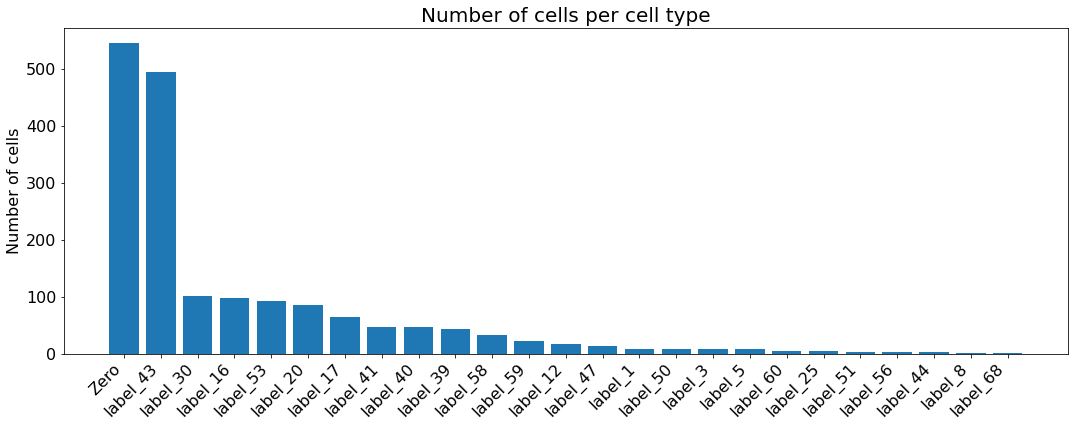 Number of cells per cell type
Number of cells
500
400
300
200
100
0
Zero
label_43
label_30
label_16
label_53
label_20
label_17
label_41
label_40
label_39
label_58
label_59
label_12
label_47
label_1
label_50
label_3
label_5
label_60
label_25
label_51
label_56
label_44
label_8
label_68